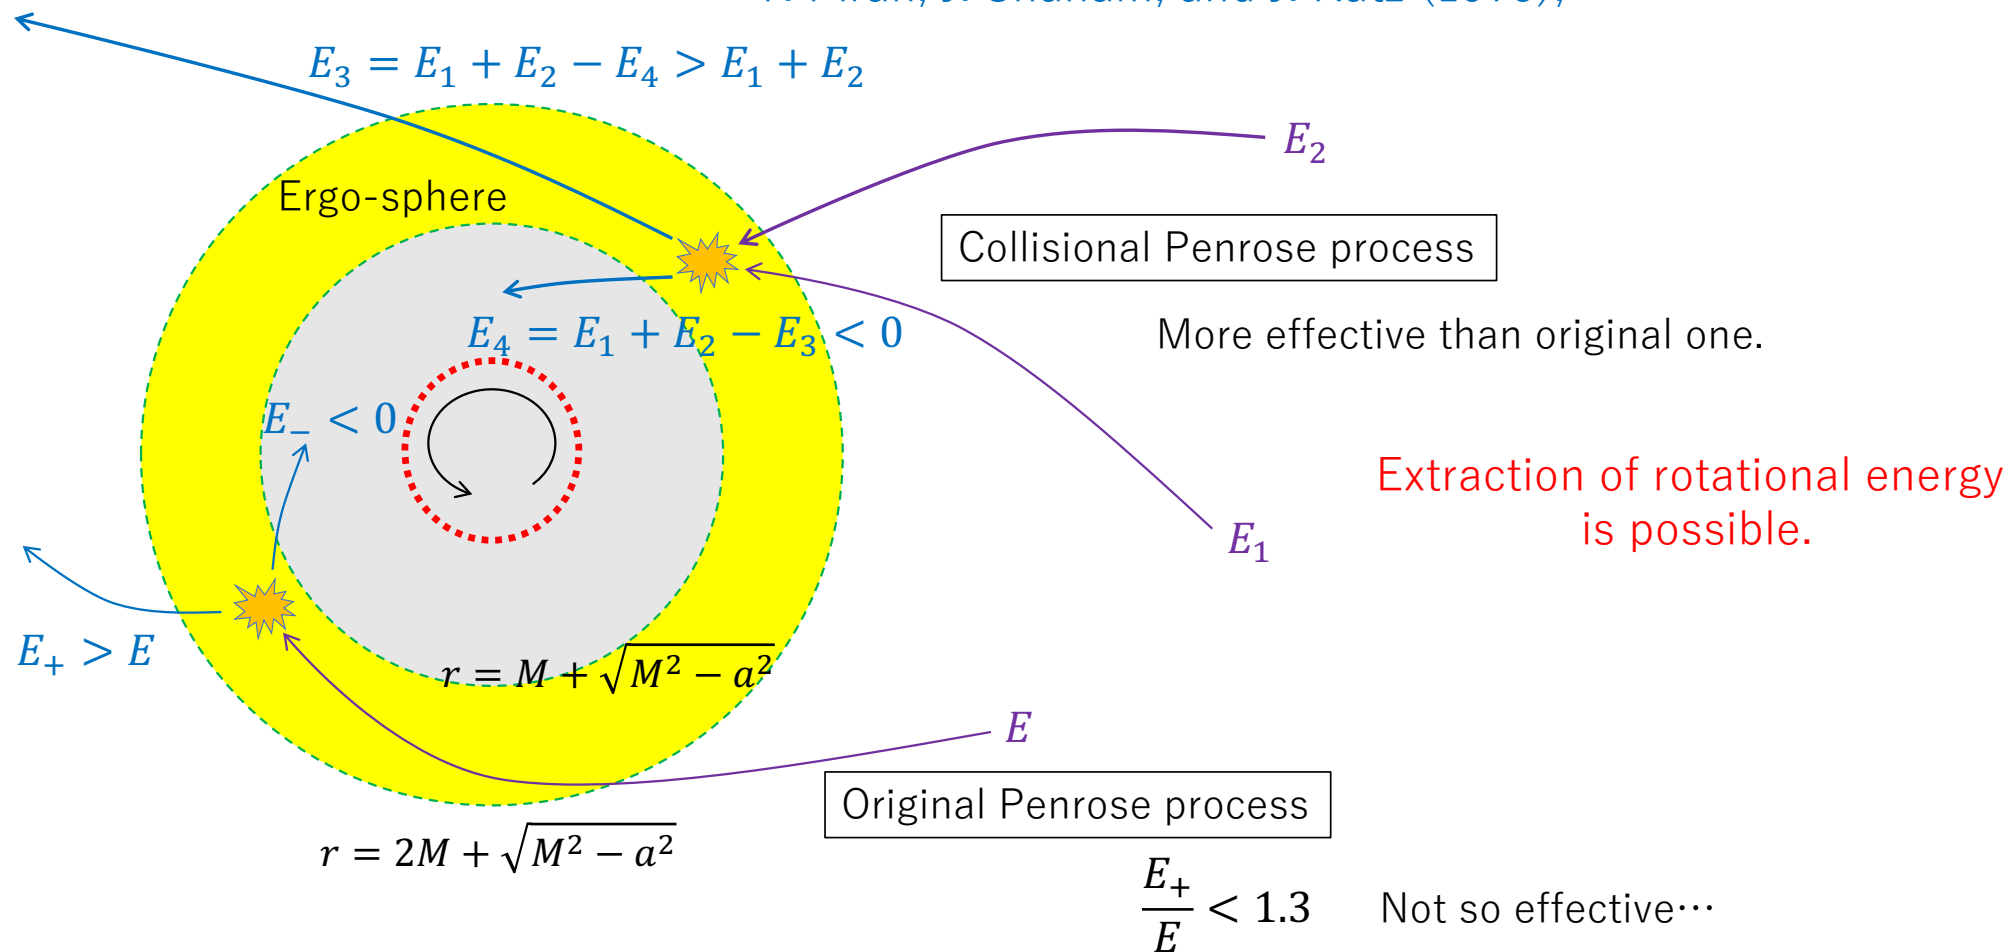 E₃ = E₁ + E₂ − E₄ > E₁ + E₂
E₂
Ergo-sphere
Collisional Penrose process
E₄ = E₁ + E₂ − E₃ < 0
More effective than original one.
E₋ < 0
Extraction of rotational energy
is possible.
E₁
E₊ > E
r = M + √(M² − a²)
E
Original Penrose process
r = 2M + √(M² − a²)
E₊/E < 1.3 Not so effective⋯